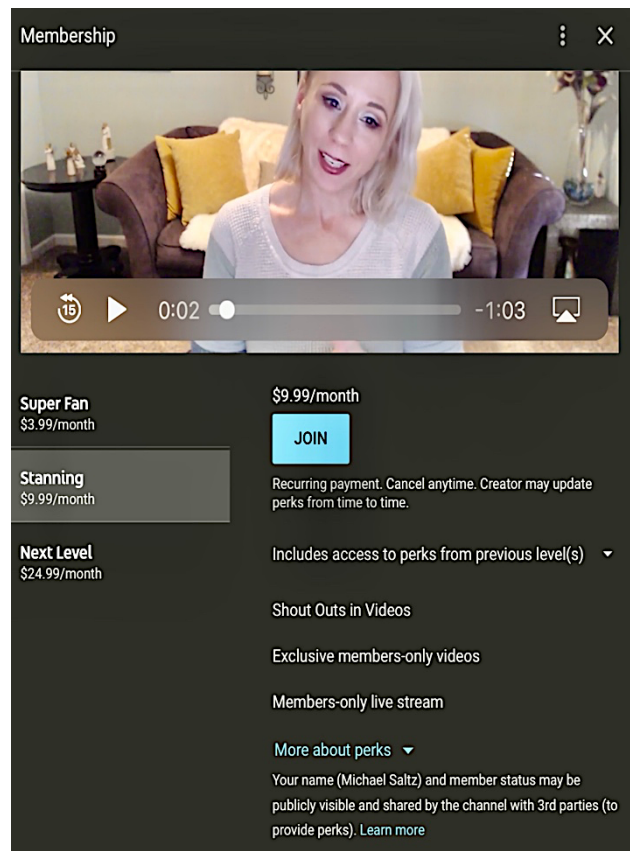 Membership
15
0:02
-1:03
Super Fan
$3.99/month
Stanning
$9.99/month
Next Level
$24.99/month
$9.99/month
JOIN
Recurring payment. Cancel anytime. Creator may update
perks from time to time.
Includes access to perks from previous level(s)
Shout Outs in Videos
Exclusive members-only videos
Members-only live stream
More about perks
Your name (Michael Saltz) and member status may be
publicly visible and shared by the channel with 3rd parties (to
provide perks). Learn more